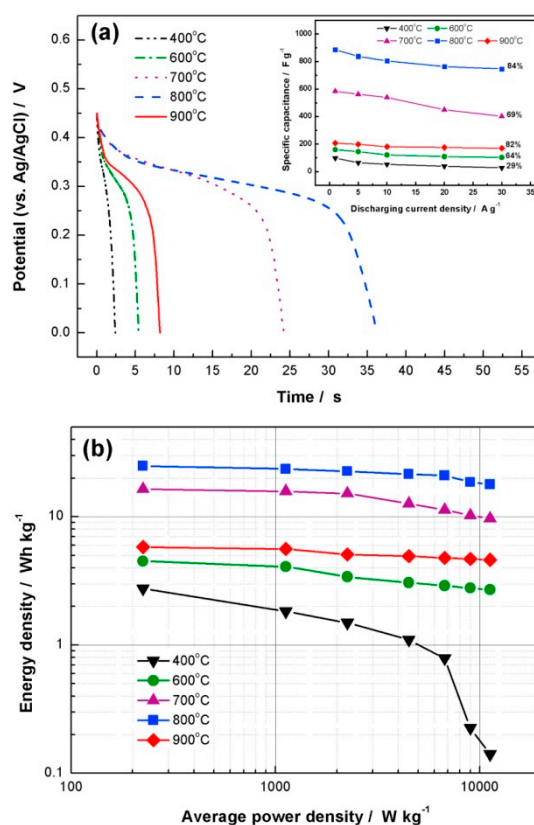 (a)
400°C
600°C
700°C
800°C
900°C
Potential (vs. Ag/AgCl) / V
0.6
0.5
0.4
0.3
0.2
0.1
0.0
0 5 10 15 20 25 30 35 40 45 50 55
Time / s
400°C 600°C
700°C 800°C 900°C
Specific capacitance / F g-1
1000
800
600
400
200
0
84%
69%
82%
64%
29%
0 5 10 15 20 25 30 35
Discharging current density / A g-1
(b)
Energy density / Wh kg-1
10
1
0.1
400°C
600°C
700°C
800°C
900°C
100 1000 10000
Average power density / W kg-1